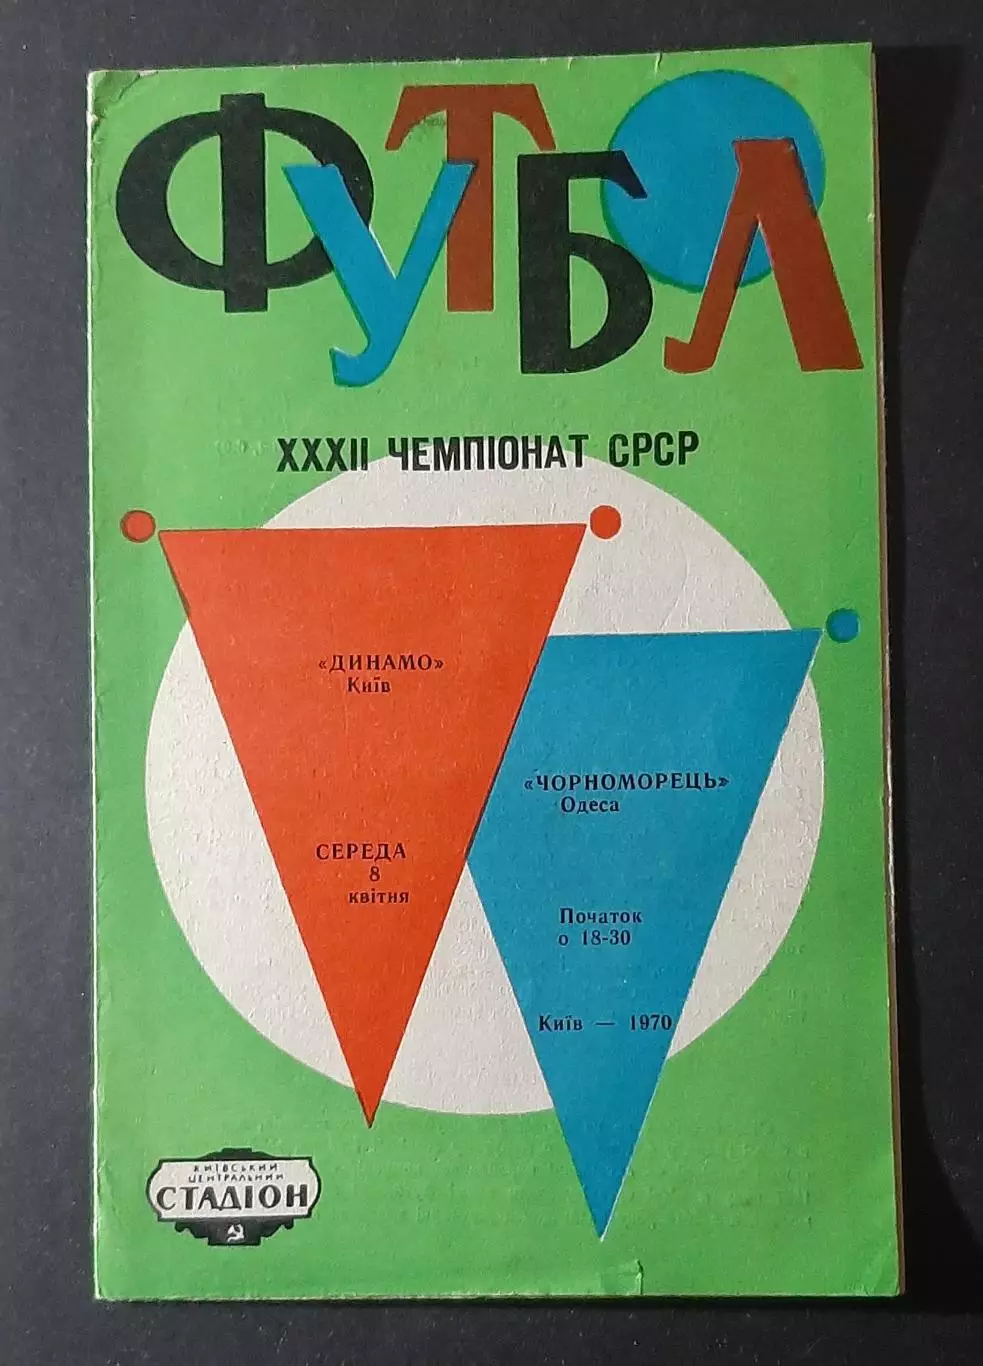 ФУТБОЛ
XXXII ЧЕМПІОНАТ СРСР
«ДИНАМО»
Київ
«ЧОРНОМОРЕЦЬ»
Одеса
СЕРЕДА
8
квітня
Початок
о 18-30
Київ — 1970
КИЇВСЬКИЙ
ЦЕНТРАЛЬНИЙ
СТАДІОН